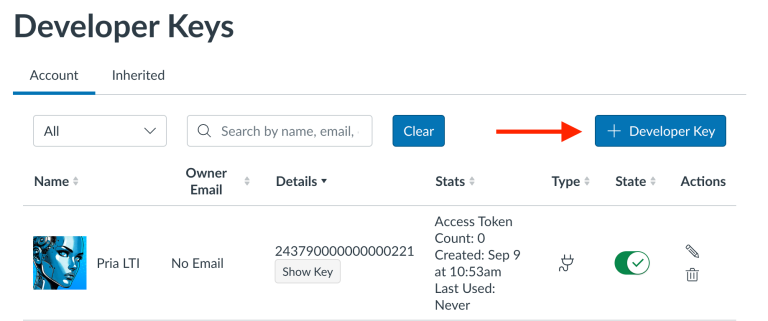 Developer Keys
Account
Inherited
All
Search by name, email,
Clear
+ Developer Key
Name
Owner
Email
Details
Stats
Type
State
Actions
Pria LTI
No Email
243790000000000221
Show Key
Access Token
Count: 0
Created: Sep 9
at 10:53am
Last Used:
Never